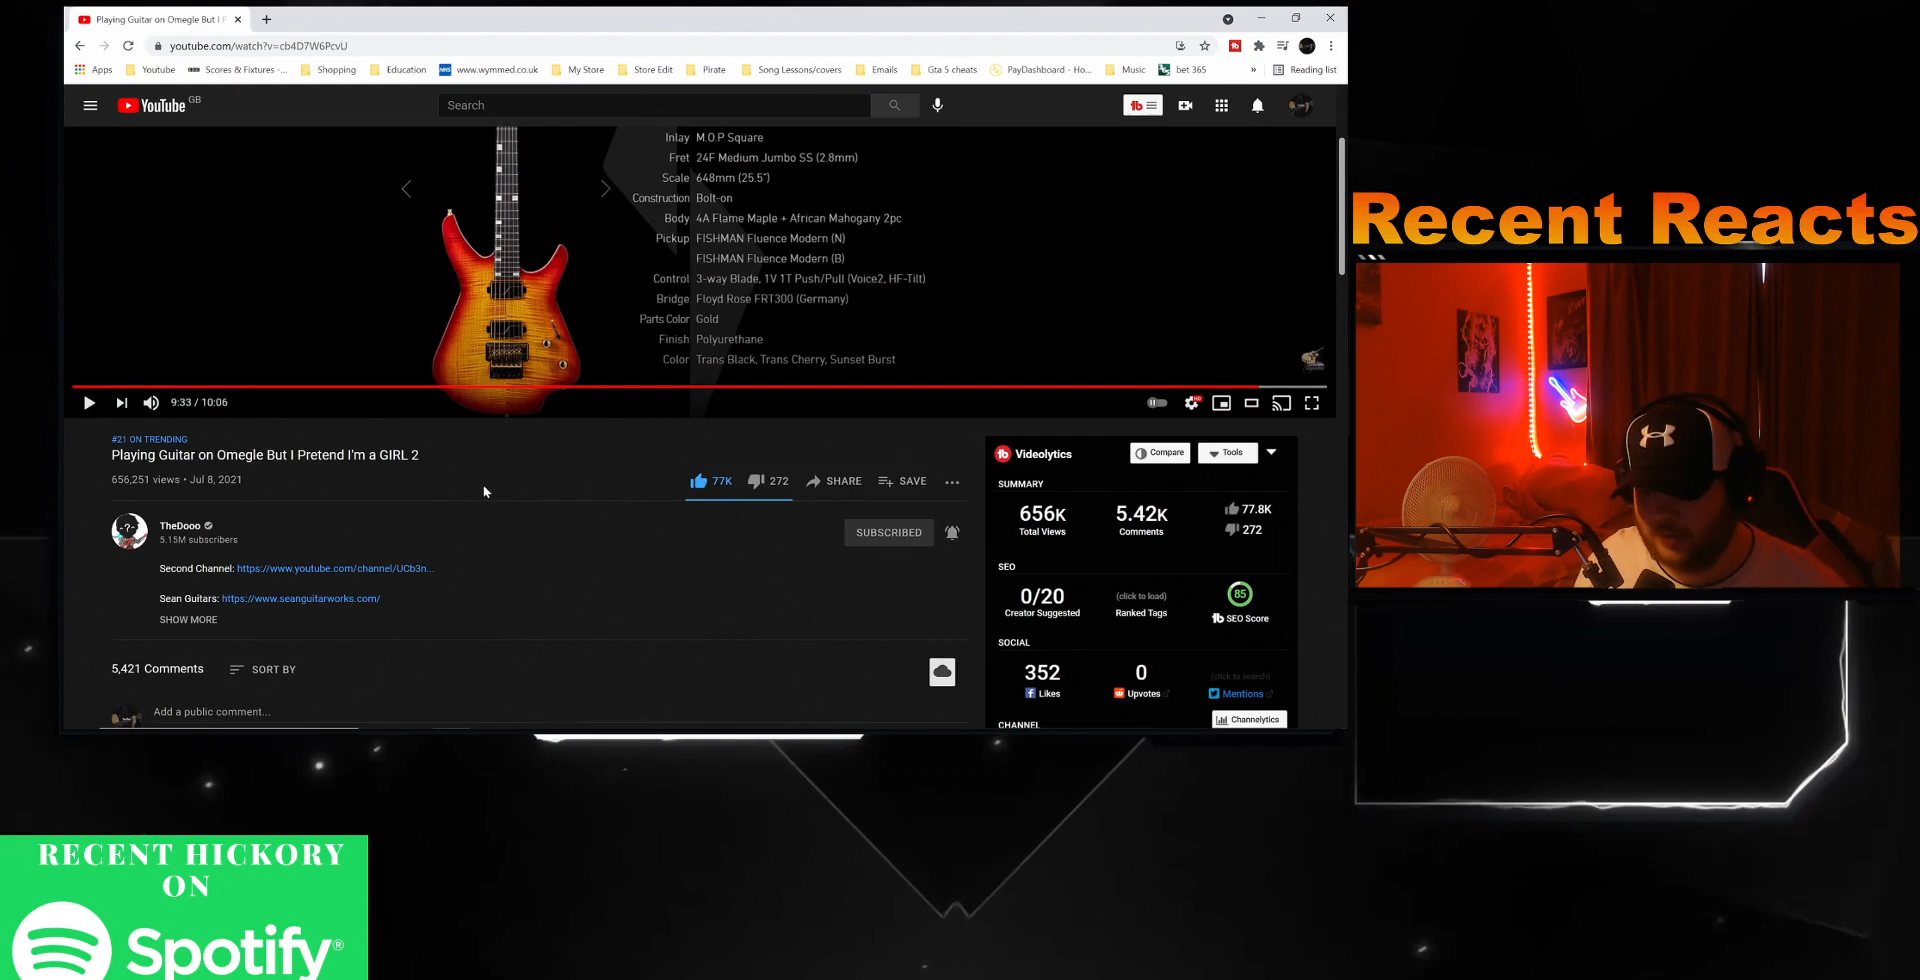 Playing Guitar on Omegle But I P
youtube.com/watch?v=cb4D7W6PcvU
Apps Youtube Scores & Fixtures -... Shopping Education NHS www.wymmed.co.uk My Store Store Edit Pirate Song Lessons/covers Emails Gta 5 cheats PayDashboard - Ho... Music bet 365 » Reading list
YouTube GB
Search
Inlay M.O.P Square
Fret 24F Medium Jumbo SS (2.8mm)
Scale 648mm (25.5")
Construction Bolt-on
Body 4A Flame Maple + African Mahogany 2pc
Pickup FISHMAN Fluence Modern (N)
FISHMAN Fluence Modern (B)
Control 3-way Blade, 1V 1T Push/Pull (Voice2, HF-Tilt)
Bridge Floyd Rose FRT300 (Germany)
Parts Color Gold
Finish Polyurethane
Color Trans Black, Trans Cherry, Sunset Burst
9:33 / 10:06
#21 ON TRENDING
Playing Guitar on Omegle But I Pretend I'm a GIRL 2
656,251 views • Jul 8, 2021
77K 272 SHARE SAVE
TheDooo
5.15M subscribers
SUBSCRIBED
Second Channel: https://www.youtube.com/channel/UCb3n...
Sean Guitars: https://www.seanguitarworks.com/
SHOW MORE
5,421 Comments SORT BY
Add a public comment...
tb Videolytics Compare Tools
SUMMARY
656K 5.42K 77.8K
Total Views Comments 272
SEO
0/20 (click to load) 85
Creator Suggested Ranked Tags tb SEO Score
SOCIAL
352 0 (click to search)
Likes Upvotes Mentions
CHANNEL Channelytics
Recent Reacts
RECENT HICKORY
ON
Spotify®